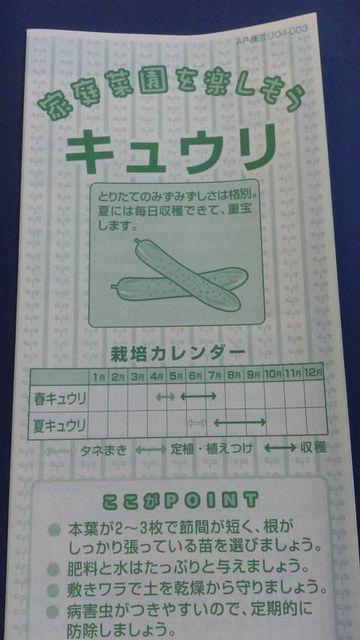 家庭菜園を楽しもう
キュウリ
とりたてのみずみずしさは格別。
夏には毎日収穫できて、重宝
します。
栽培カレンダー
1月 2月 3月 4月 5月 6月 7月 8月 9月 10月 11月 12月
春キュウリ
夏キュウリ
タネまき 定植・植えつけ 収穫
ここがPOINT
● 本葉が2〜3枚で節間が短く、根が
しっかり張っている苗を選びましょう。
● 肥料と水はたっぷりと与えましょう。
● 敷きワラで土を乾燥から守りましょう。
● 病害虫がつきやすいので、定期的に
防除しましょう。